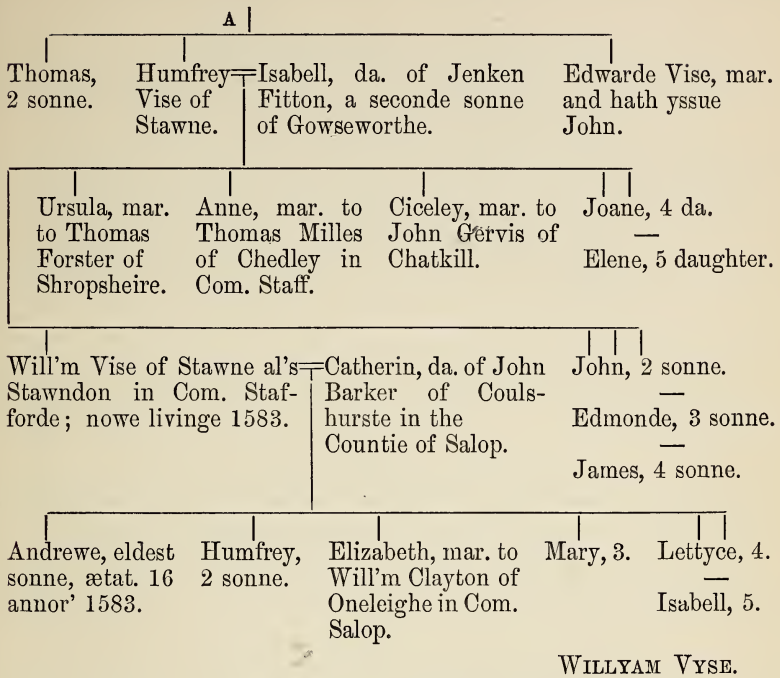 A
Thomas,
2 sonne.
Humfrey
Vise of
Stawne.
Isabell, da. of Jenken
Fitton, a seconde sonne
of Gowseworthe.
Edwarde Vise, mar.
and hath yssue
John.
Ursula, mar.
to Thomas
Forster of
Shropsheire.
Anne, mar. to
Thomas Milles
of Chedley in
Com. Staff.
Ciceley, mar. to
John Gervis of
Chatkill.
Joane, 4 da.
—
Elene, 5 daughter.
Will'm Vise of Stawne al's
Stawndon in Com. Staf-
forde; nowe livinge 1583.
Catherin, da. of John
Barker of Couls-
hurste in the
Countie of Salop.
John, 2 sonne.
—
Edmonde, 3 sonne.
—
James, 4 sonne.
Andrewe, eldest
sonne, ætat. 16
annor' 1583.
Humfrey,
2 sonne.
Elizabeth, mar. to
Will'm Clayton of
Oneleighe in Com.
Salop.
Mary, 3.
Lettyce, 4.
—
Isabell, 5.
WILLYAM VYSE.